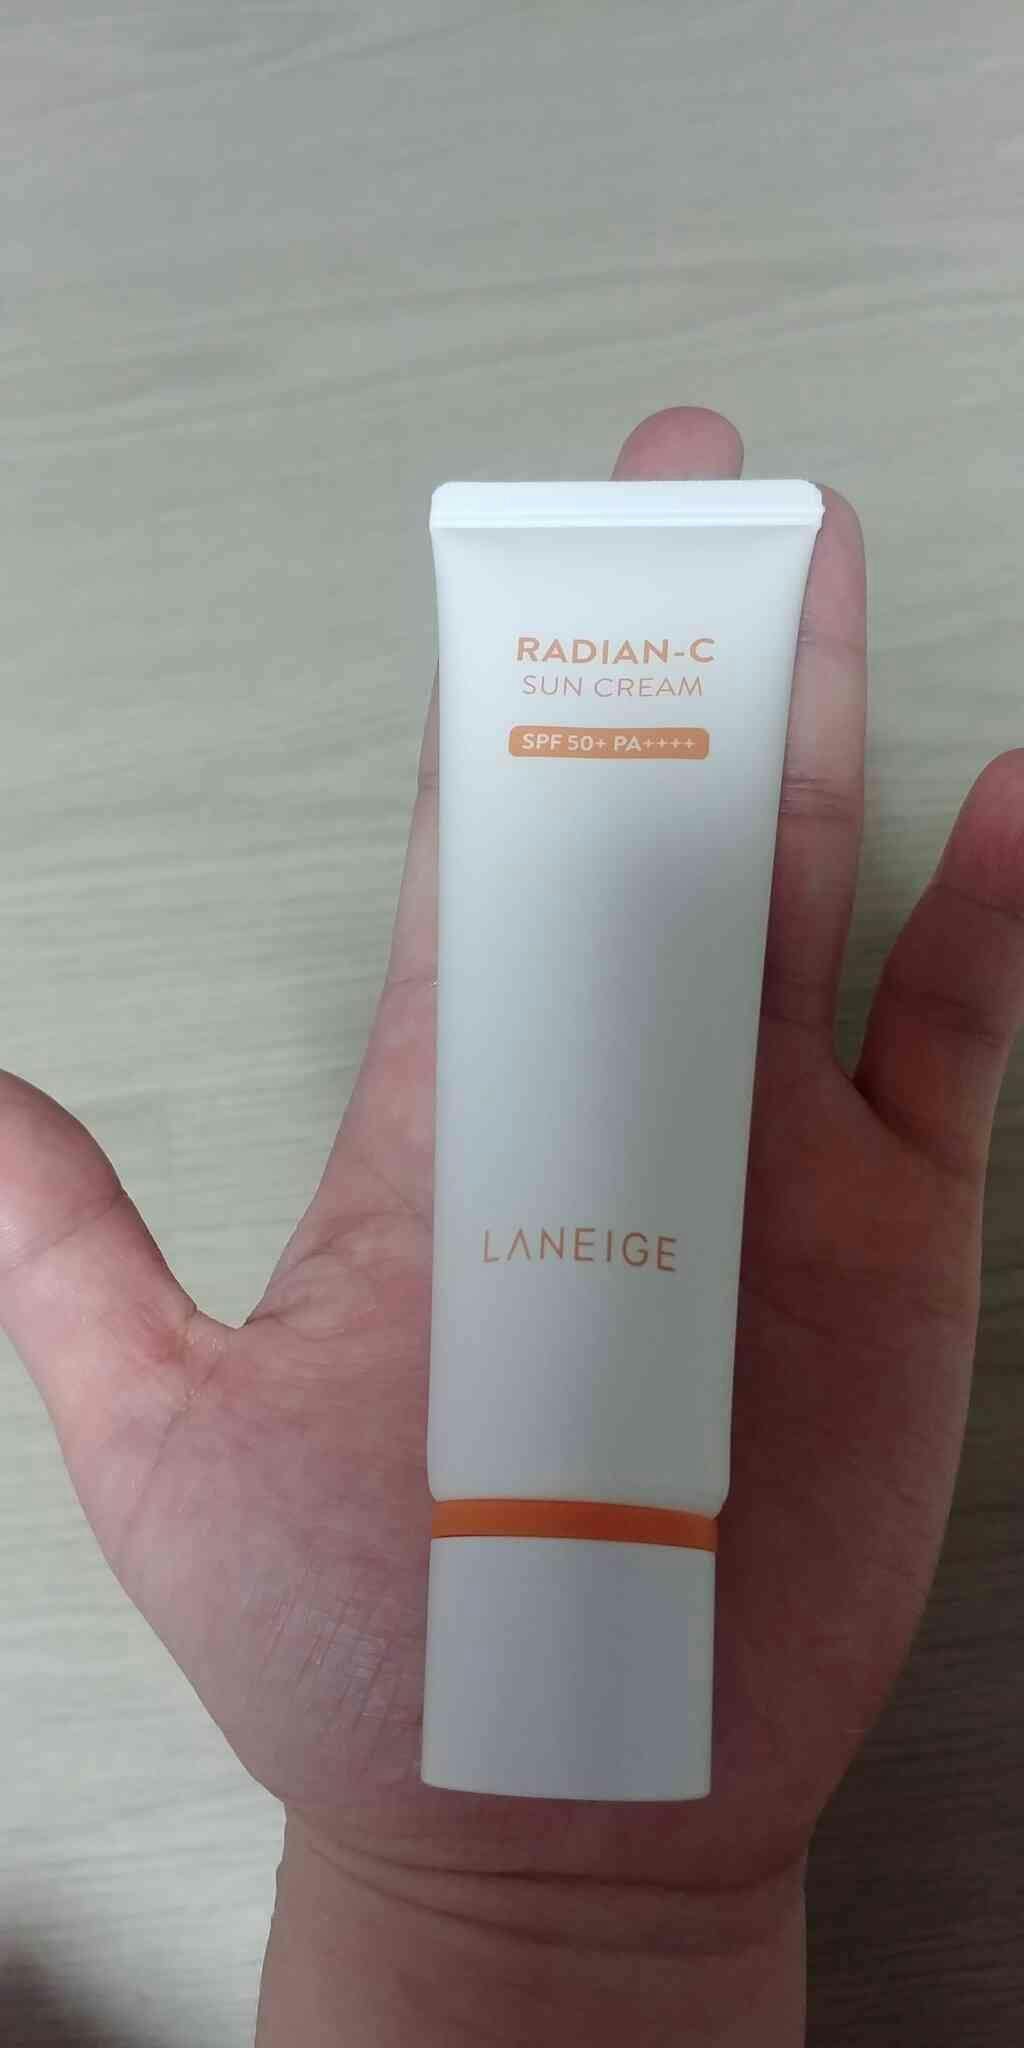 RADIAN-C
SUN CREAM
SPF 50+ PA++++
LANEIGE